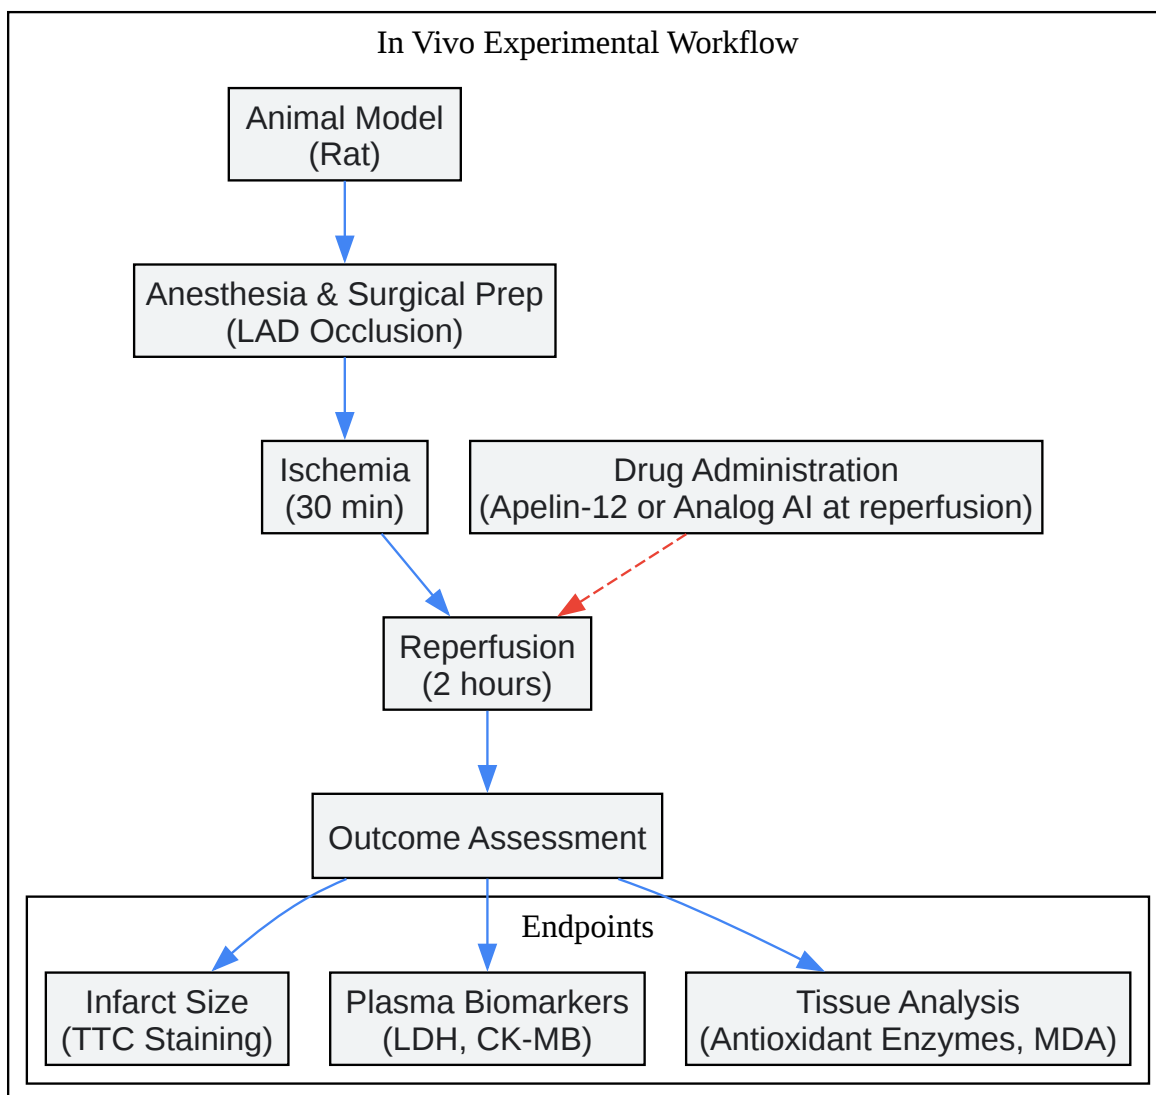 In Vivo Experimental Workflow
Animal Model
(Rat)
Anesthesia & Surgical Prep
(LAD Occlusion)
Ischemia
(30 min)
Drug Administration
(Apelin-12 or Analog AI at reperfusion)
Reperfusion
(2 hours)
Outcome Assessment
Endpoints
Infarct Size
(TTC Staining)
Plasma Biomarkers
(LDH, CK-MB)
Tissue Analysis
(Antioxidant Enzymes, MDA)